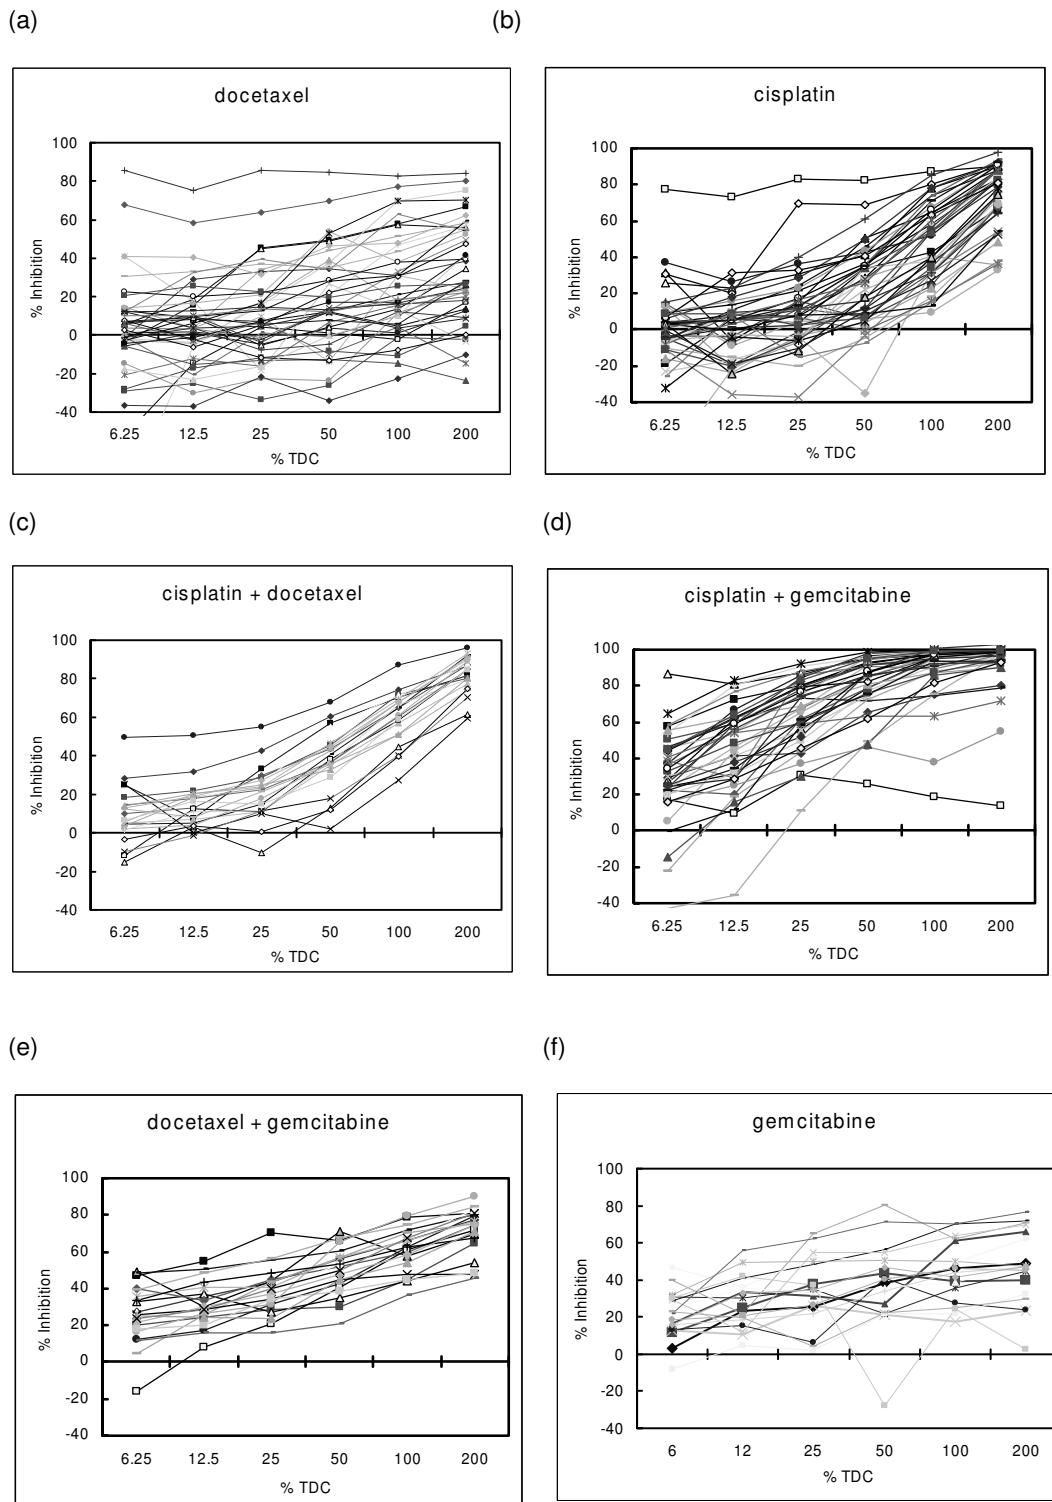 (a)
(b)
docetaxel
100
80
60
40
20
0
-20
-40
% Inhibition
6.25 12.5 25 50 100 200
% TDC
cisplatin
100
80
60
40
20
0
-20
-40
% Inhibition
6.25 12.5 25 50 100 200
% TDC
(c)
(d)
cisplatin + docetaxel
100
80
60
40
20
0
-20
-40
% Inhibition
6.25 12.5 25 50 100 200
% TDC
cisplatin + gemcitabine
100
80
60
40
20
0
-20
-40
% Inhibition
6.25 12.5 25 50 100 200
% TDC
(e)
(f)
docetaxel + gemcitabine
100
80
60
40
20
0
-20
-40
% Inhibition
6.25 12.5 25 50 100 200
% TDC
gemcitabine
100
80
60
40
20
0
-20
-40
% Inhibition
6 12 25 50 100 200
% TDC